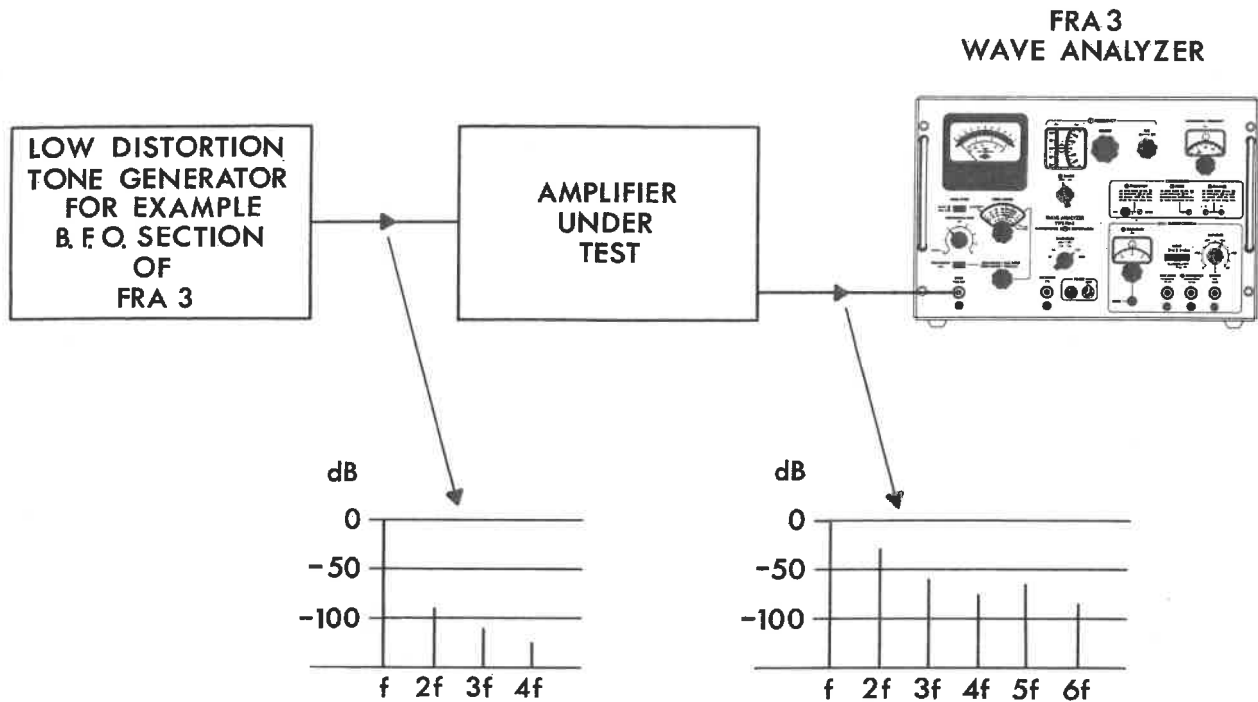 FRA 3
WAVE ANALYZER
LOW DISTORTION
TONE GENERATOR
FOR EXAMPLE
B. F. O. SECTION
OF
FRA 3
AMPLIFIER
UNDER
TEST
dB
0
-50
-100
f 2f 3f 4f
dB
0
-50
-100
f 2f 3f 4f 5f 6f